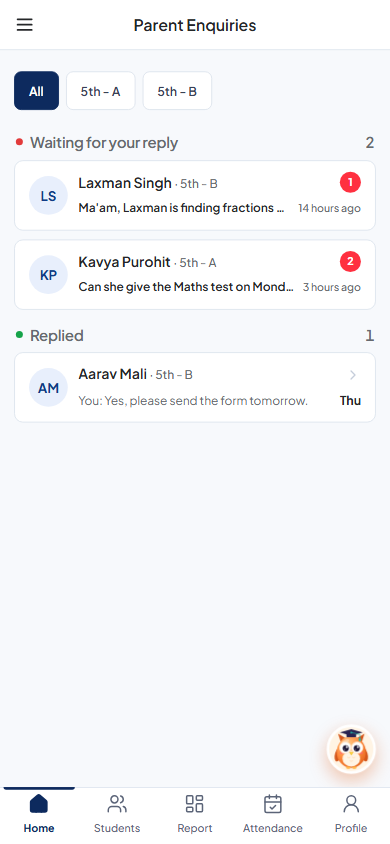 Parent Enquiries
All
5th - A
5th - B
Waiting for your reply
2
LS
Laxman Singh · 5th - B
1
Ma'am, Laxman is finding fractions ...
14 hours ago
KP
Kavya Purohit · 5th - A
2
Can she give the Maths test on Mond...
3 hours ago
Replied
1
AM
Aarav Mali · 5th - B
You: Yes, please send the form tomorrow.
Thu
Home
Students
Report
Attendance
Profile